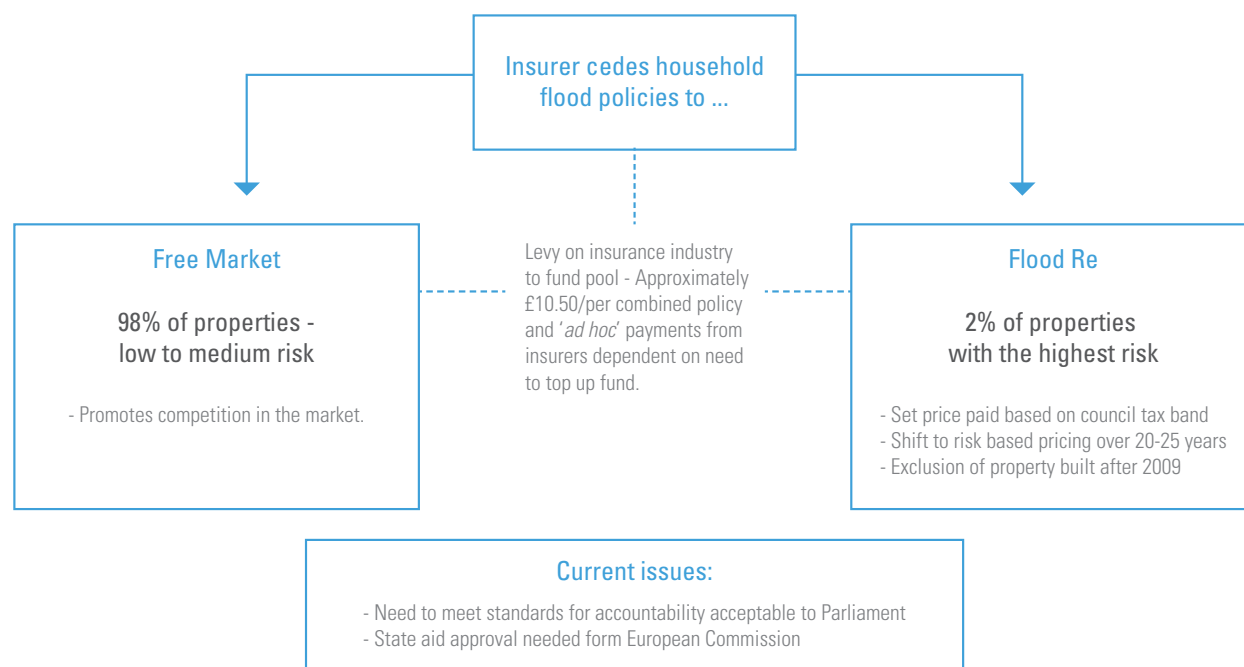 Insurer cedes household
flood policies to ...
Free Market
98% of properties -
low to medium risk
- Promotes competition in the market.
Levy on insurance industry
to fund pool - Approximately
£10.50/per combined policy
and ‘ad hoc’ payments from
insurers dependent on need
to top up fund.
Flood Re
2% of properties
with the highest risk
- Set price paid based on council tax band
- Shift to risk based pricing over 20-25 years
- Exclusion of property built after 2009
Current issues:
- Need to meet standards for accountability acceptable to Parliament
- State aid approval needed form European Commission